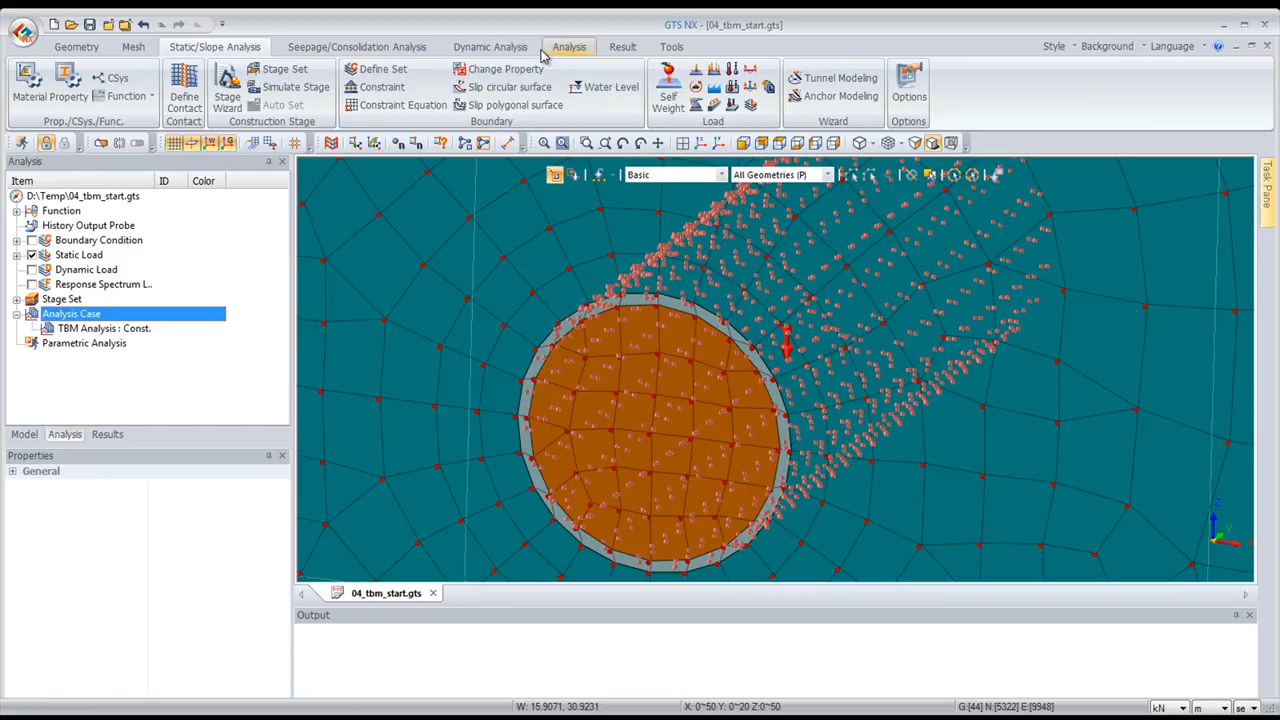 GTS NX - [04_tbm_start.gts]
Geometry Mesh Static/Slope Analysis Seepage/Consolidation Analysis Dynamic Analysis Analysis Result Tools Style Background Language
Material Property CSys Function
Prop./CSys/Func.
Define Contact
Contact
Stage Wizard Stage Set Simulate Stage Auto Set
Construction Stage
Define Set Constraint Constraint Equation Change Property Slip circular surface Slip polygonal surface Water Level
Boundary
Self Weight
Load
Tunnel Modeling Anchor Modeling
Wizard
Options
Options
Analysis
Item ID Color
D:\Temp\04_tbm_start.gts
Function
History Output Probe
Boundary Condition
Static Load
Dynamic Load
Response Spectrum L..
Stage Set
Analysis Case
TBM Analysis : Const.
Parametric Analysis
Model Analysis Results
Properties
General
Basic All Geometries (P)
Task Pane
Z
Y
04_tbm_start.gts
Output
W: 15.9071, 30.9231 X: 0~50 Y: 0~20 Z:0~50 G:[44] N:[5322] E:[9948] kN m se